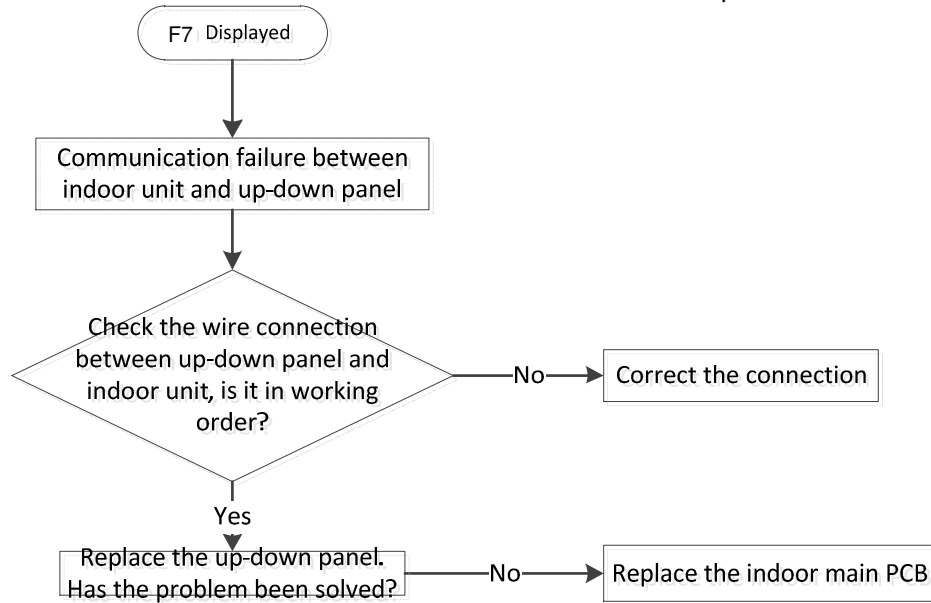 F7 Displayed
Communication failure between
indoor unit and up-down panel
Check the wire connection
between up-down panel and
indoor unit, is it in working
order?
No
Correct the connection
Yes
Replace the up-down panel.
Has the problem been solved?
No
Replace the indoor main PCB